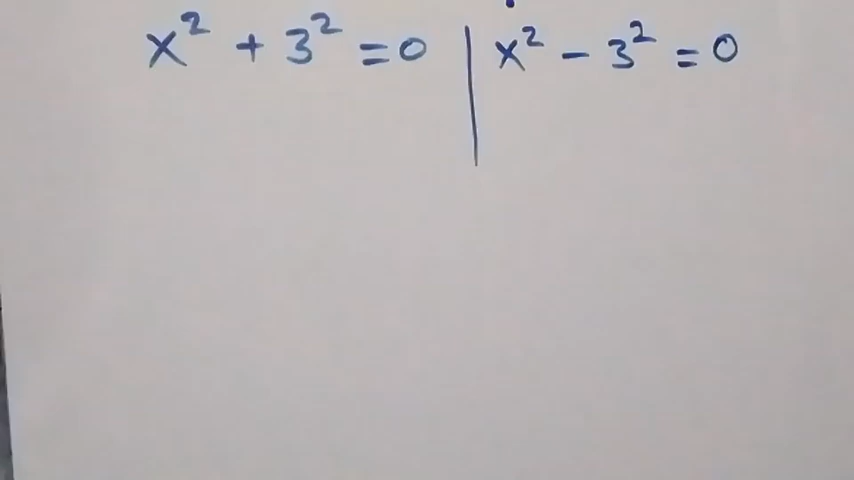 x² + 3² = 0 | x² - 3² = 0